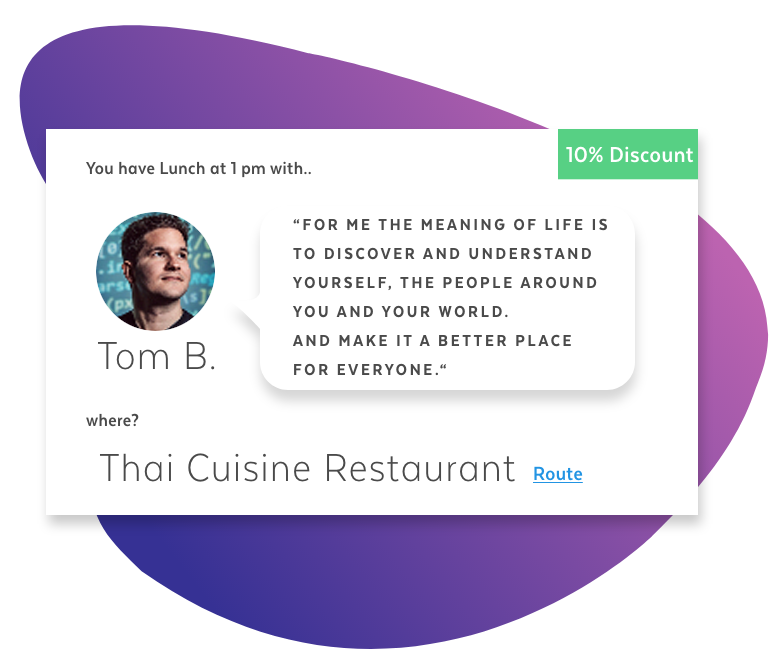 10% Discount
You have Lunch at 1 pm with..
“FOR ME THE MEANING OF LIFE IS
TO DISCOVER AND UNDERSTAND
YOURSELF, THE PEOPLE AROUND
YOU AND YOUR WORLD.
AND MAKE IT A BETTER PLACE
FOR EVERYONE.“
Tom B.
where?
Thai Cuisine Restaurant Route